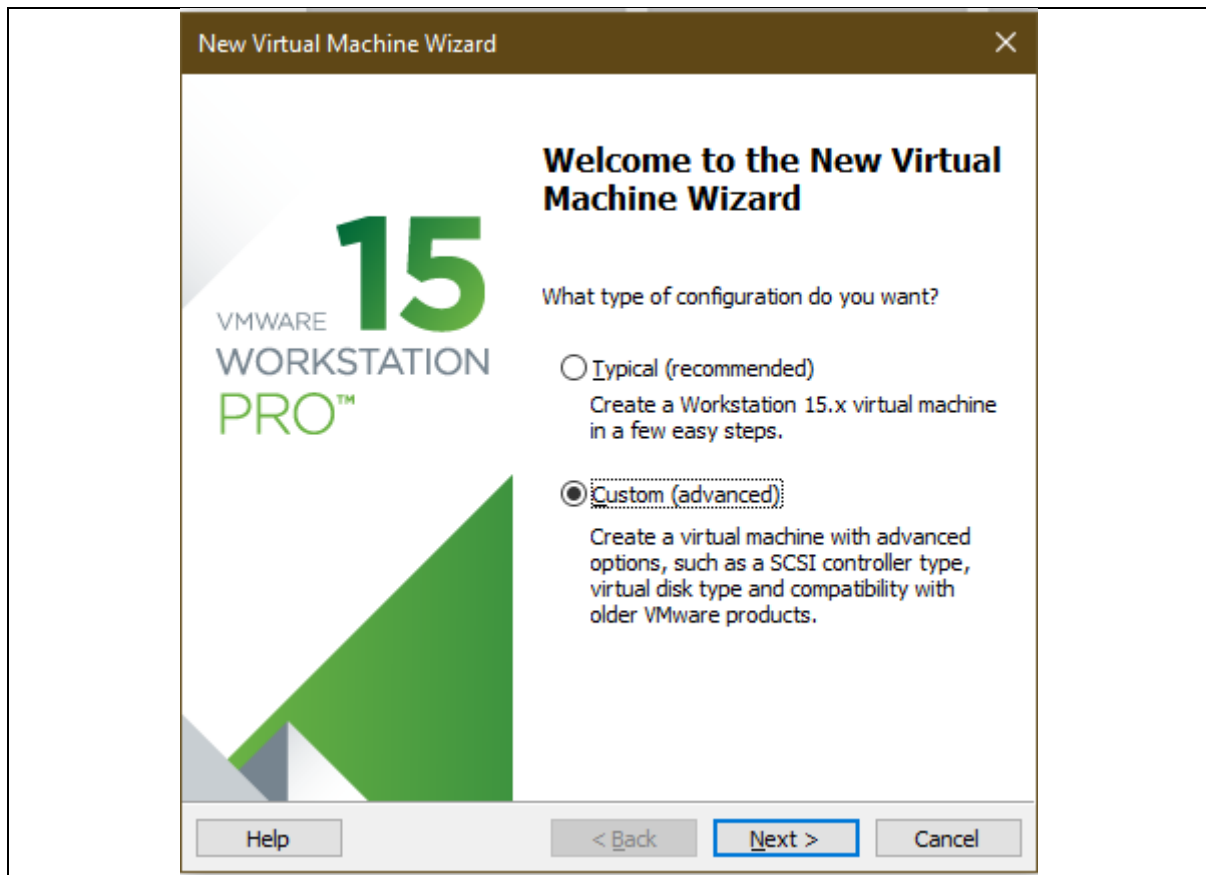 New Virtual Machine Wizard
Welcome to the New Virtual
Machine Wizard
15
VMWARE
WORKSTATION
PRO™
What type of configuration do you want?
Typical (recommended)
Create a Workstation 15.x virtual machine
in a few easy steps.
Custom (advanced)
Create a virtual machine with advanced
options, such as a SCSI controller type,
virtual disk type and compatibility with
older VMware products.
Help
< Back
Next >
Cancel